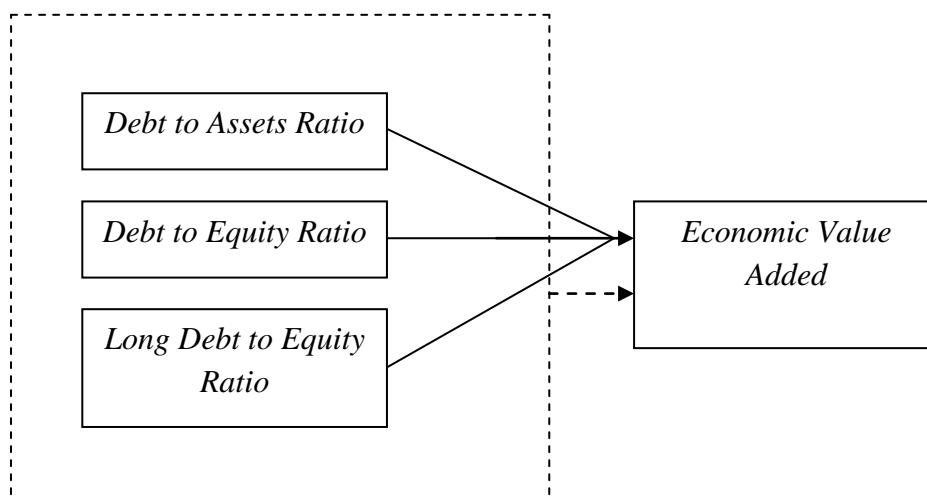 Debt to Assets Ratio
Debt to Equity Ratio
Long Debt to Equity
Ratio
Economic Value
Added